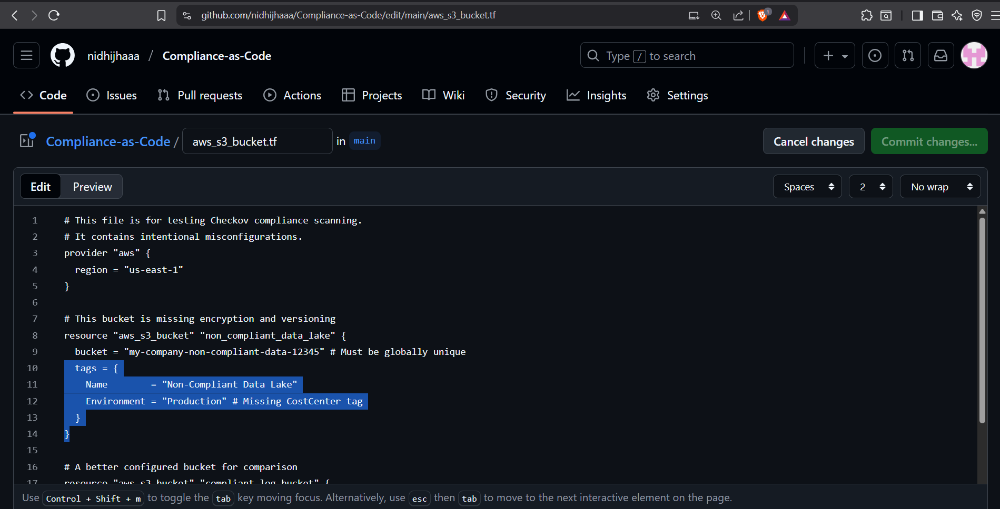 github.com/nidhijhaaa/Compliance-as-Code/edit/main/aws_s3_bucket.tf
1
nidhijhaaa / Compliance-as-Code
Type / to search
Code Issues Pull requests Actions Projects Wiki Security Insights Settings
Compliance-as-Code / aws_s3_bucket.tf in main
Cancel changes Commit changes...
Edit Preview
Spaces 2 No wrap
1 # This file is for testing Checkov compliance scanning.
2 # It contains intentional misconfigurations.
3 provider "aws" {
4 region = "us-east-1"
5 }
6
7 # This bucket is missing encryption and versioning
8 resource "aws_s3_bucket" "non_compliant_data_lake" {
9 bucket = "my-company-non-compliant-data-12345" # Must be globally unique
10 tags = {
11 Name        = "Non-Compliant Data Lake"
12 Environment = "Production" # Missing CostCenter tag
13 }
14 }
15
16 # A better configured bucket for comparison
17 resource "aws_s3_bucket" "compliant_log_bucket" {
Use Control + Shift + m to toggle the tab key moving focus. Alternatively, use esc then tab to move to the next interactive element on the page.